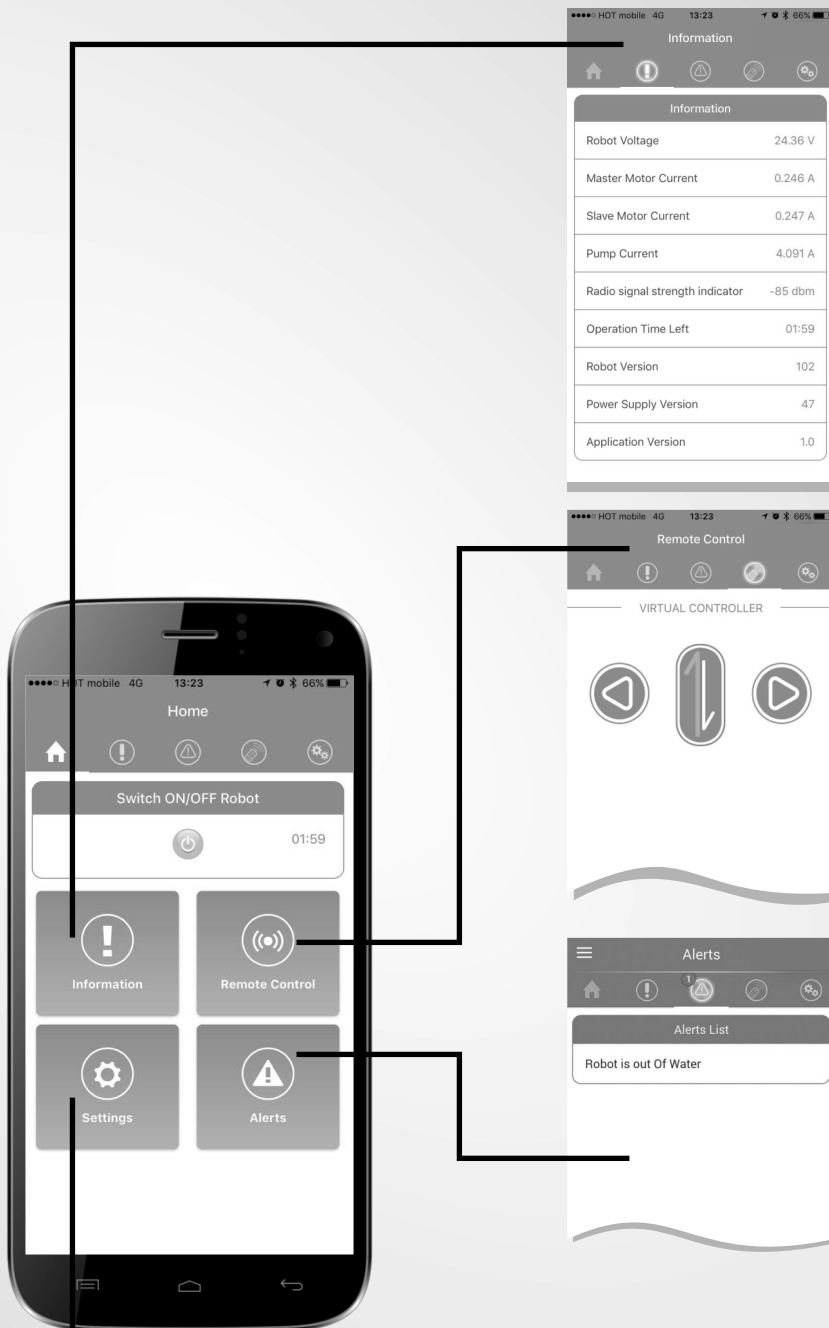 HOT mobile 4G 13:23 66%
Information
Information
Robot Voltage 24.36 V
Master Motor Current 0.246 A
Slave Motor Current 0.247 A
Pump Current 4.091 A
Radio signal strength indicator -85 dbm
Operation Time Left 01:59
Robot Version 102
Power Supply Version 47
Application Version 1.0
HOT mobile 4G 13:23 66%
Remote Control
VIRTUAL CONTROLLER
HOT mobile 4G 13:23 66%
Home
Switch ON/OFF Robot
01:59
Information Remote Control
Settings Alerts
Alerts
1
Alerts List
Robot is out Of Water